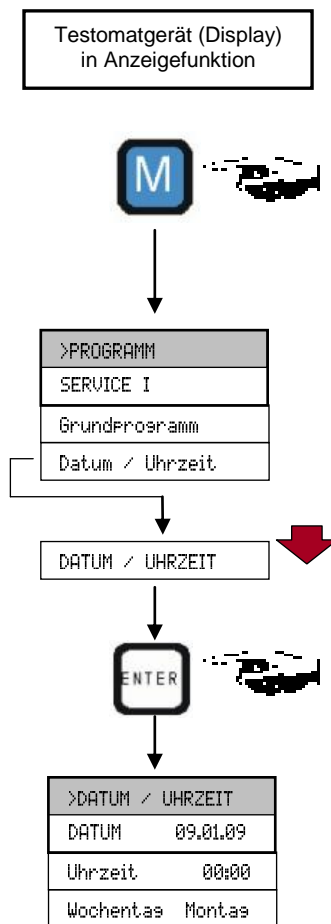 Testomatgerät (Display)
in Anzeigefunktion
M
>PROGRAMM
SERVICE I
Grundprogramm
Datum / Uhrzeit
DATUM / UHRZEIT
ENTER
>DATUM / UHRZEIT
DATUM 09.01.09
Uhrzeit 00:00
Wochentag Montag